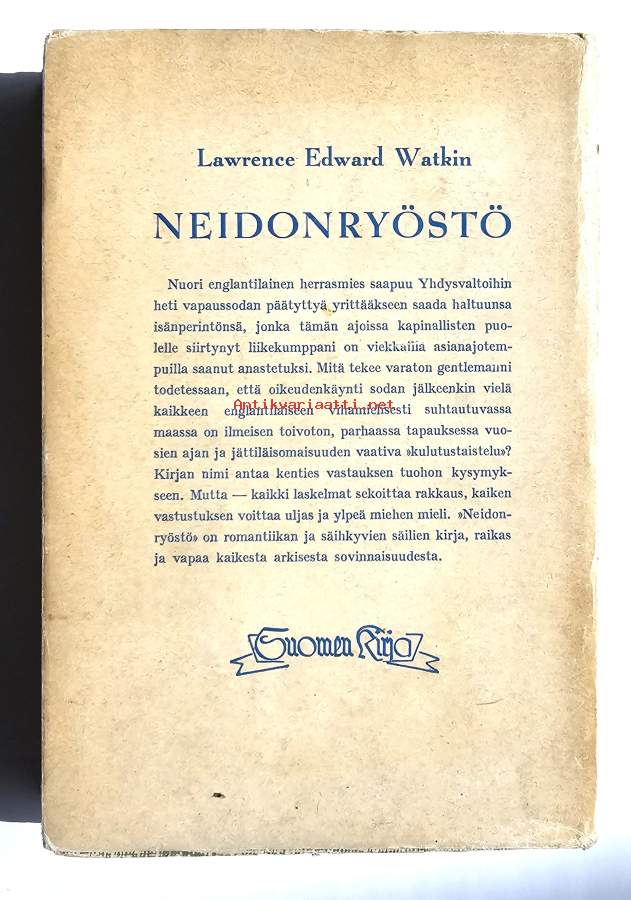 Lawrence Edward Watkin
NEIDONRYÖSTÖ
Nuori englantilainen herrasmies saapuu Yhdysvaltoihin
heti vapaussodan päätyttyä yrittääkseen saada haltuunsa
isänperintönsä, jonka tämän ajoissa kapinallisten puo-
lelle siirtynyt liikekumppani on viekkailla asianajotem-
puilla saanut anastetuksi. Mitä tekee varaton gentlemanni
todetessaan, että oikeudenkäynti sodan jälkeenkin vielä
Antikvariaatti.net
kaikkeen englantilaiseen vihamielisesti suhtautuvassa
maassa on ilmeisen toivoton, parhaassa tapauksessa vuo-
sien ajan ja jättiläisomaisuuden vaativa »kulutustaistelu»?
Kirjan nimi antaa kenties vastauksen tuohon kysymyk-
seen. Mutta — kaikki laskelmat sekoittaa rakkaus, kaiken
vastustuksen voittaa uljas ja ylpeä miehen mieli. »Neidon-
ryöstö» on romantiikan ja säihkyvien säilien kirja, raikas
ja vapaa kaikesta arkisesta sovinnaisuudesta.
Suomen Kirja